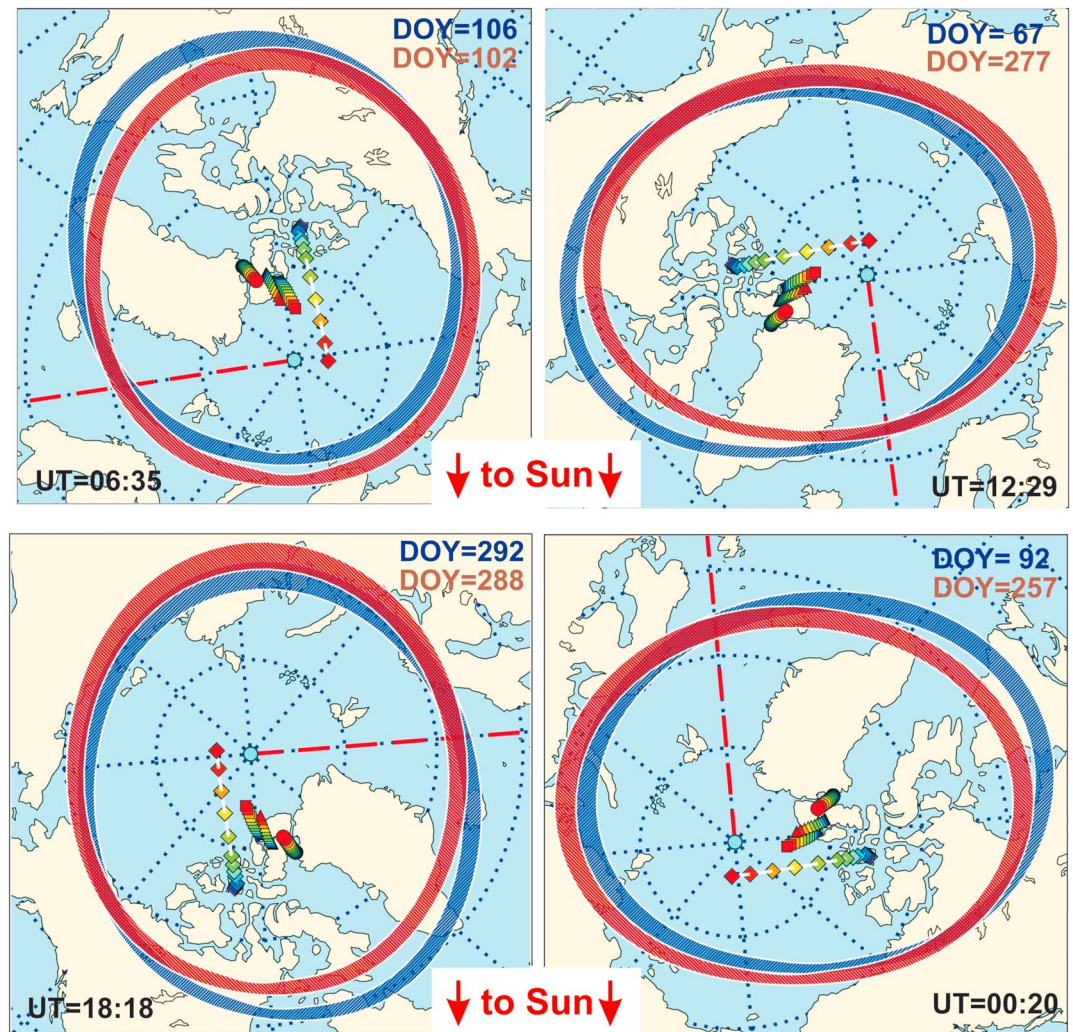 DOY=106
DOY=102
UT=06:35
DOY= 67
DOY=277
UT=12:29
↓ to Sun ↓
DOY=292
DOY=288
UT=18:18
DOY= 92
DOY=257
UT=00:20
↓ to Sun ↓